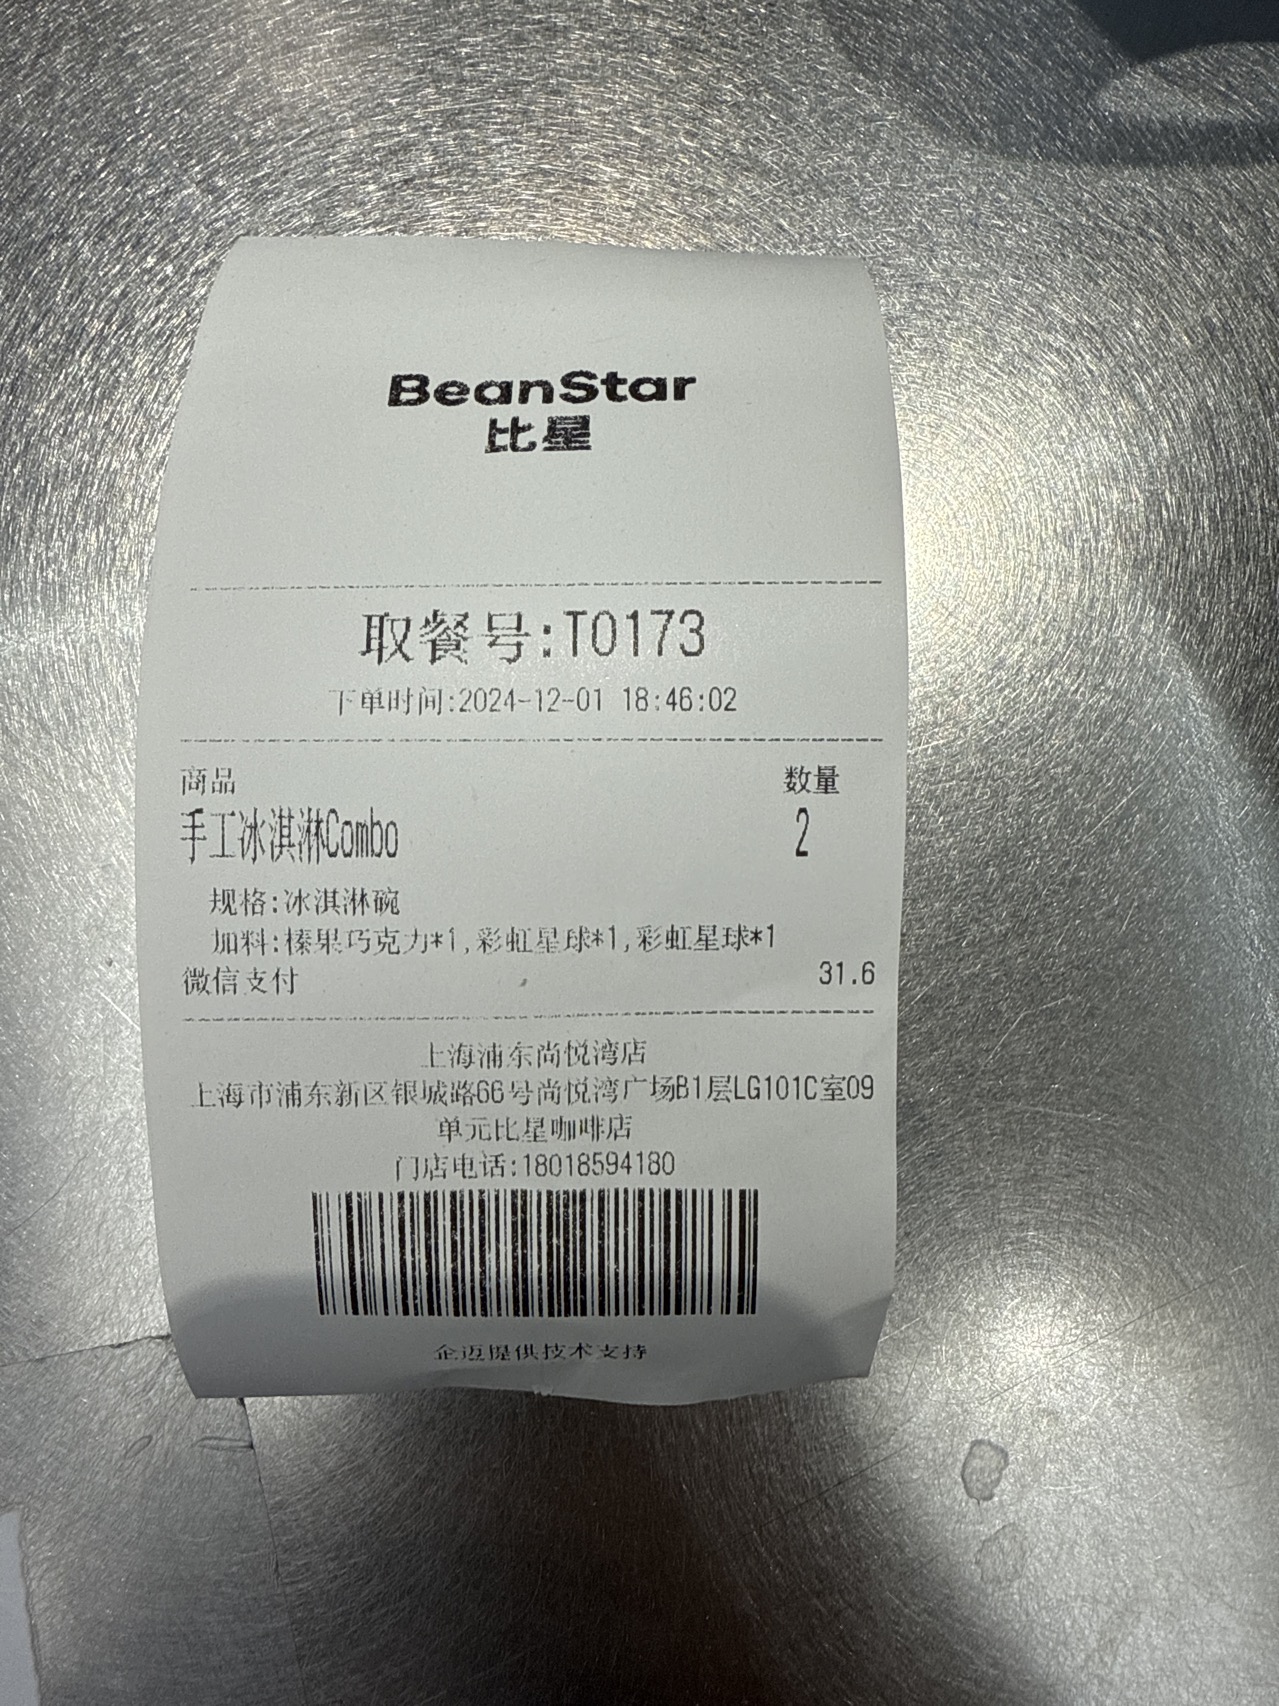 BeanStar
比星
取餐号:T0173
下单时间:2024-12-01 18:46:02
商品 数量
手工冰淇淋Combo 2
规格:冰淇淋碗
加料:榛果巧克力*1,彩虹星球*1,彩虹星球*1
微信支付 31.6
上海浦东尚悦湾店
上海市浦东新区银城路66号尚悦湾广场B1层LG101C室09
单元比星咖啡店
门店电话:18018594180
企迈提供技术支持